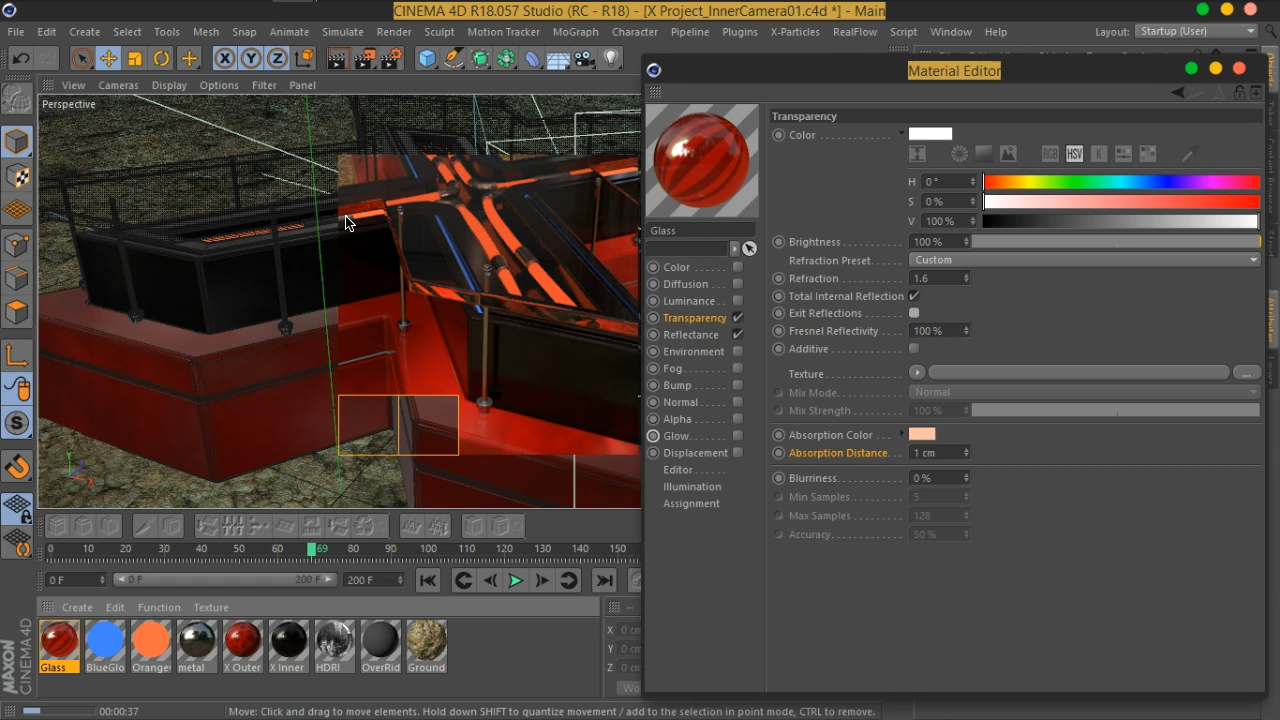 CINEMA 4D R18.057 Studio (RC - R18) - [X Project_InnerCamera01.c4d *] - Main
File Edit Create Select Tools Mesh Snap Animate Simulate Render Sculpt Motion Tracker MoGraph Character Pipeline Plugins X-Particles RealFlow Script Window Help Layout: Startup (User)
X Y Z
Material Editor
View Cameras Display Options Filter Panel
Perspective
Transparency
Color
RGB HSV K
H 0 °
S 0 %
V 100 %
Glass
Brightness 100 %
Refraction Preset. Custom
Color
Refraction 1.6
Diffusion
Total Internal Reflection
Luminance
Exit Reflections
Transparency
Fresnel Reflectivity 100 %
Reflectance
Additive
Environment
Fog
Texture ...
Bump
Mix Mode Normal
Normal
Mix Strength 100 %
Alpha
Absorption Color
Glow
Absorption Distance 1 cm
Displacement
Editor
Blurriness 0 %
Illumination
Min Samples 5
Assignment
Max Samples 128
Accuracy 50 %
Y
X
S
0 10 20 30 40 50 60 69 80 90 100 110 120 130 140 150
0 F 0 F 200 F 200 F
Create Edit Function Texture
--
X 0 cm
Y 0 cm
Z 0 cm
Glass BlueGlo Orange metal X Outer X Inner HDRI OverRid Ground
Wo
MAXON CINEMA4D
00:00:37 Move: Click and drag to move elements. Hold down SHIFT to quantize movement / add to the selection in point mode, CTRL to remove.